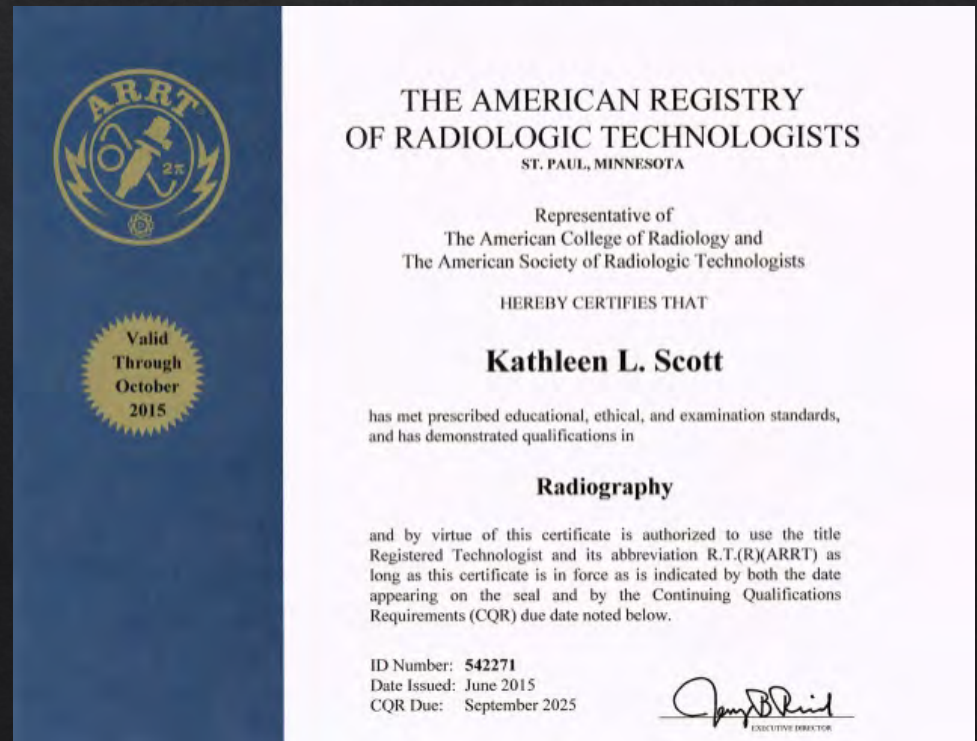 ARRT
2π
Valid
Through
October
2015
THE AMERICAN REGISTRY
OF RADIOLOGIC TECHNOLOGISTS
ST. PAUL, MINNESOTA
Representative of
The American College of Radiology and
The American Society of Radiologic Technologists
HEREBY CERTIFIES THAT
Kathleen L. Scott
has met prescribed educational, ethical, and examination standards,
and has demonstrated qualifications in
Radiography
and by virtue of this certificate is authorized to use the title
Registered Technologist and its abbreviation R.T.(R)(ARRT) as
long as this certificate is in force as is indicated by both the date
appearing on the seal and by the Continuing Qualifications
Requirements (CQR) due date noted below.
ID Number: 542271
Date Issued: June 2015
CQR Due: September 2025
EXECUTIVE DIRECTOR